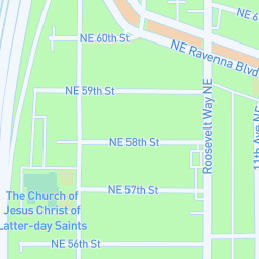 NE 60th St
NE 6
NE Ravenna Blvd
NE 59th St
Roosevelt Way NE
11th Ave NE
NE 58th St
NE 57th St
The Church of
Jesus Christ of
Latter-day Saints
NE 56th St